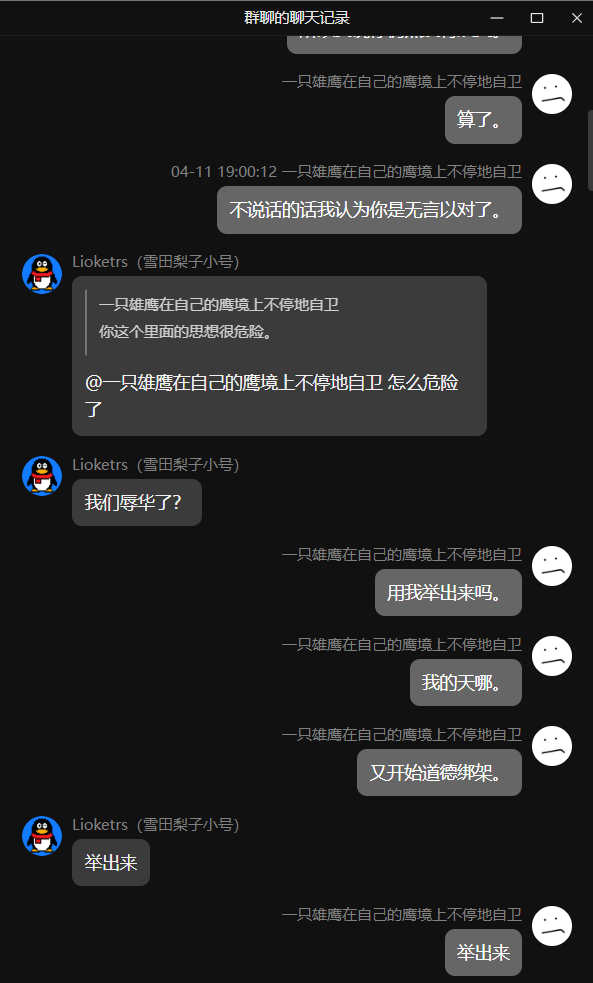 群聊的聊天记录
一只雄鹰在自己的鹰境上不停地自卫
算了。
04-11 19:00:12 一只雄鹰在自己的鹰境上不停地自卫
不说话的话我认为你是无言以对了。
Lioketrs（雪田梨子小号）
一只雄鹰在自己的鹰境上不停地自卫
你这个里面的思想很危险。
@一只雄鹰在自己的鹰境上不停地自卫 怎么危险
了
Lioketrs（雪田梨子小号）
我们辱华了？
一只雄鹰在自己的鹰境上不停地自卫
用我举出来吗。
一只雄鹰在自己的鹰境上不停地自卫
我的天哪。
一只雄鹰在自己的鹰境上不停地自卫
又开始道德绑架。
Lioketrs（雪田梨子小号）
举出来
一只雄鹰在自己的鹰境上不停地自卫
举出来